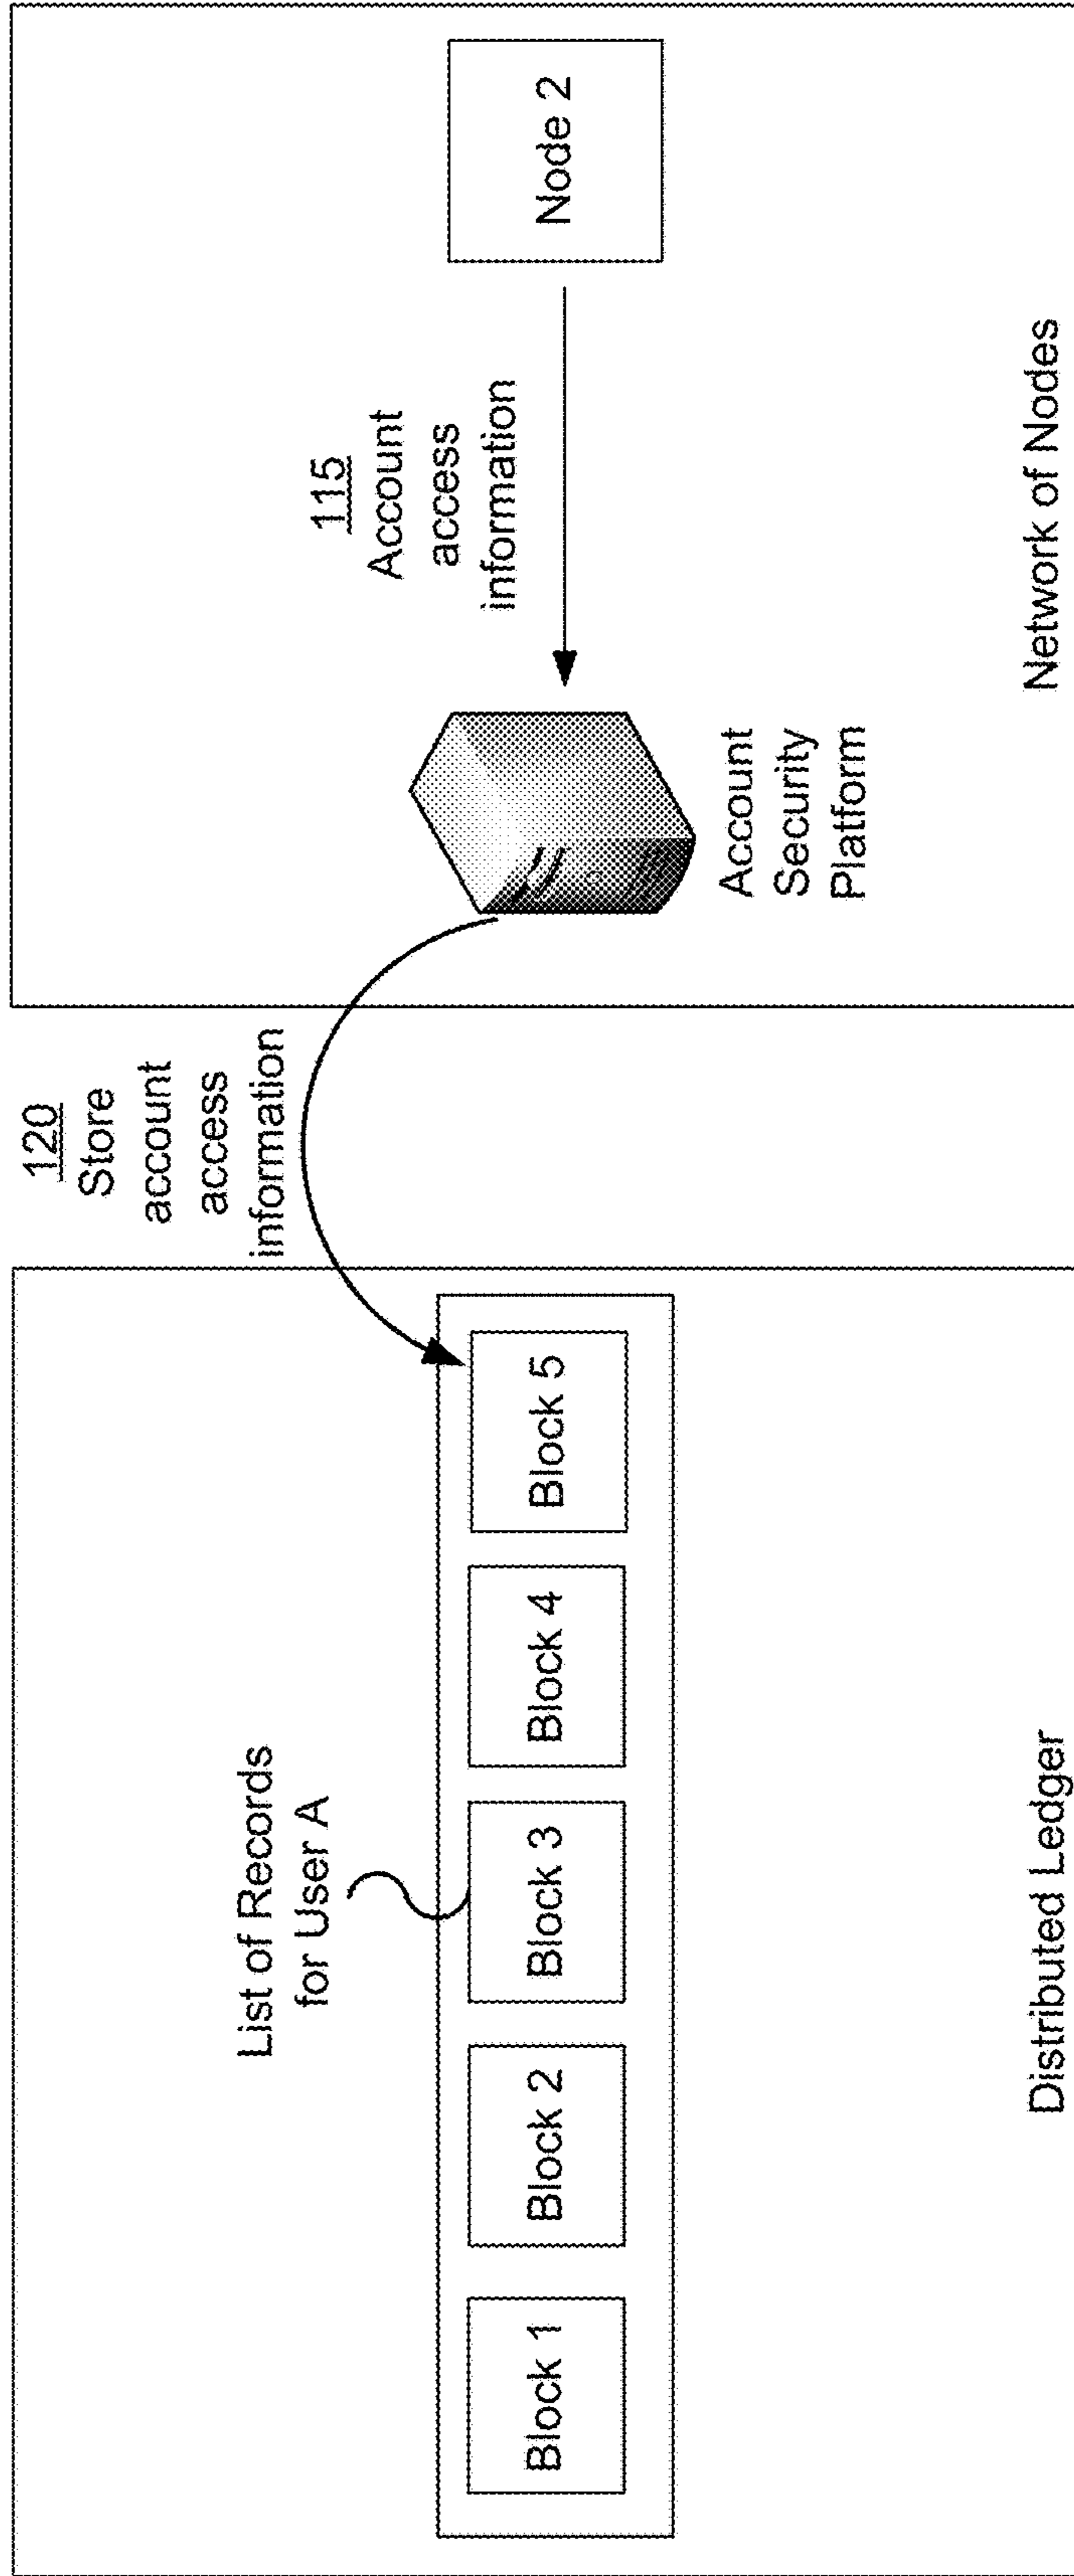 120
Store
account
access
information
List of Records
for User A
Block 1
Block 2
Block 3
Block 4
Block 5
Distributed Ledger
115
Account
access
information
Node 2
Account
Security
Platform
Network of Nodes